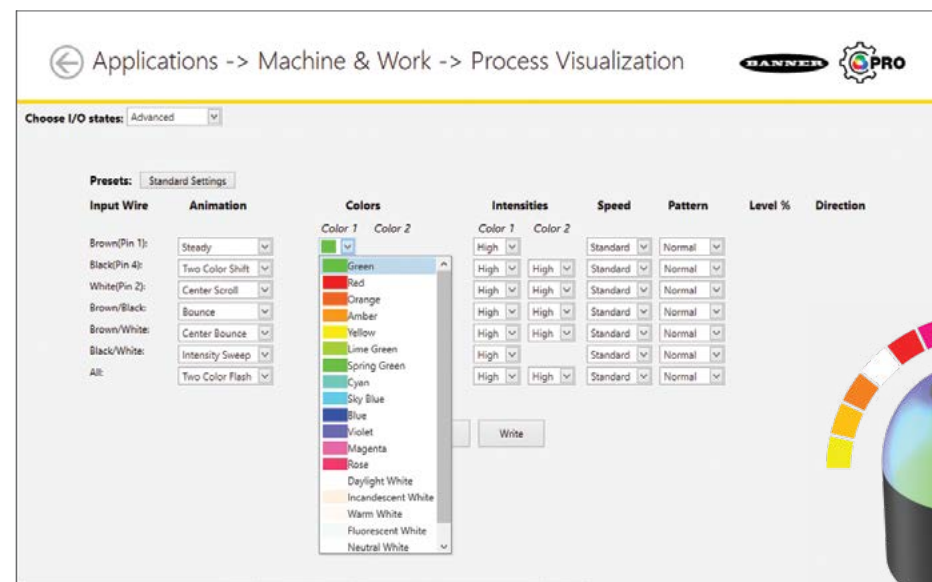 Applications -> Machine & Work -> Process Visualization BANNER PRO
Choose I/O states: Advanced
Presets: Standard Settings
Input Wire Animation Colors Intensities Speed Pattern Level % Direction
Color 1 Color 2 Color 1 Color 2
Brown(Pin 1): Steady High Standard Normal
Black(Pin 4): Two Color Shift High High Standard Normal
White(Pin 2): Center Scroll High High Standard Normal
Brown/Black: Bounce High High Standard Normal
Brown/White: Center Bounce High High Standard Normal
Black/White: Intensity Sweep High Standard Normal
All: Two Color Flash High High Standard Normal
Green
Red
Orange
Amber
Yellow
Lime Green
Spring Green
Cyan
Sky Blue
Blue
Violet
Magenta
Rose
Daylight White
Incandescent White
Warm White
Fluorescent White
Neutral White
Write